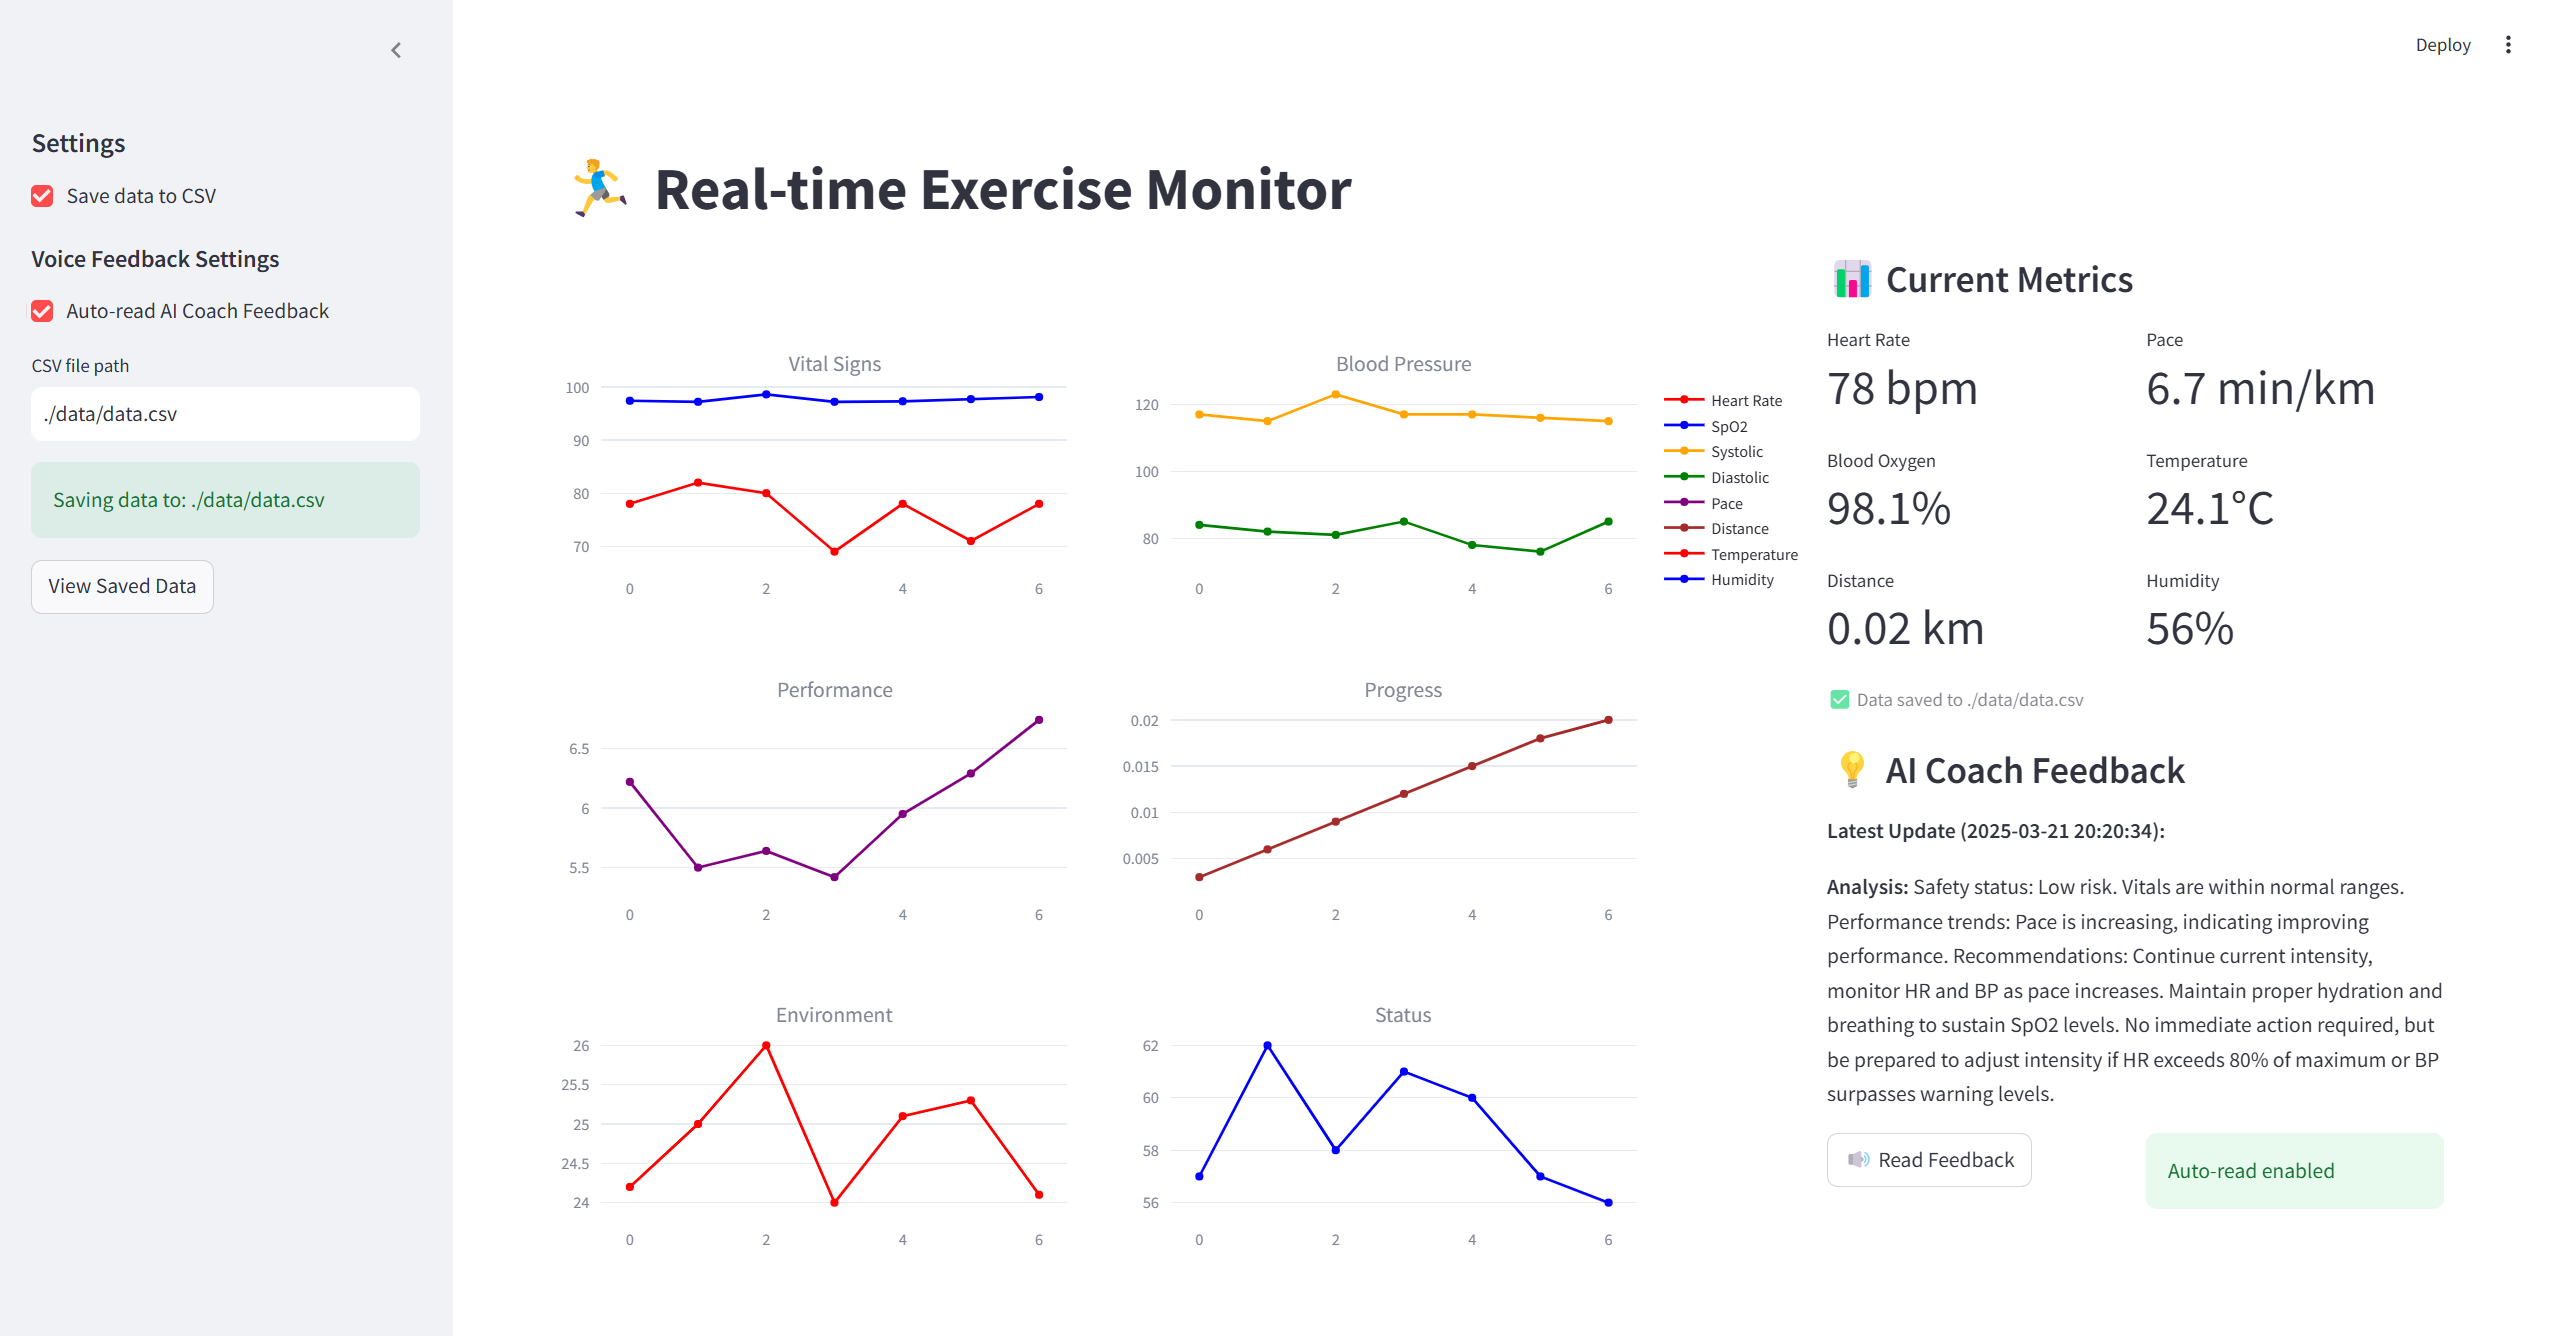 Deploy
Settings
Save data to CSV
Voice Feedback Settings
Auto-read AI Coach Feedback
CSV file path
./data/data.csv
Saving data to: ./data/data.csv
View Saved Data
Real-time Exercise Monitor
Vital Signs
100
90
80
70
0 2 4 6
Blood Pressure
120
100
80
0 2 4 6
Heart Rate
SpO2
Systolic
Diastolic
Pace
Distance
Temperature
Humidity
Performance
6.5
6
5.5
0 2 4 6
Progress
0.02
0.015
0.01
0.005
0 2 4 6
Environment
26
25.5
25
24.5
24
0 2 4 6
Status
62
60
58
56
0 2 4 6
Current Metrics
Heart Rate Pace
78 bpm 6.7 min/km
Blood Oxygen Temperature
98.1% 24.1°C
Distance Humidity
0.02 km 56%
Data saved to ./data/data.csv
AI Coach Feedback
Latest Update (2025-03-21 20:20:34):
Analysis: Safety status: Low risk. Vitals are within normal ranges.
Performance trends: Pace is increasing, indicating improving
performance. Recommendations: Continue current intensity,
monitor HR and BP as pace increases. Maintain proper hydration and
breathing to sustain SpO2 levels. No immediate action required, but
be prepared to adjust intensity if HR exceeds 80% of maximum or BP
surpasses warning levels.
Read Feedback
Auto-read enabled